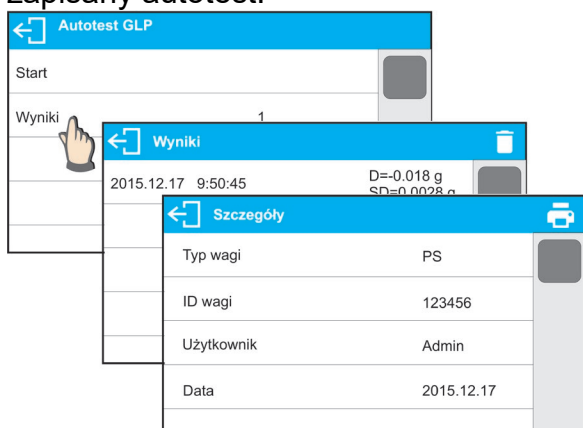 zapisany autotest.
Autotest GLP
Start
Wyniki 1
Wyniki
2015.12.17 9:50:45 D=-0.018 g
SD=0.0028 g
Szczegóły
Typ wagi PS
ID wagi 123456
Użytkownik Admin
Data 2015.12.17